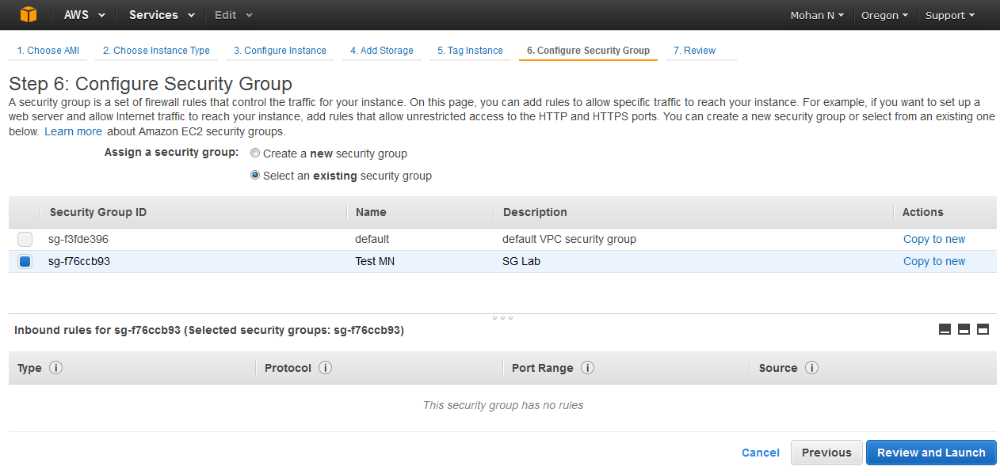 AWS Services Edit Mohan N Oregon Support
1. Choose AMI 2. Choose Instance Type 3. Configure Instance 4. Add Storage 5. Tag Instance 6. Configure Security Group 7. Review
Step 6: Configure Security Group
A security group is a set of firewall rules that control the traffic for your instance. On this page, you can add rules to allow specific traffic to reach your instance. For example, if you want to set up a
web server and allow Internet traffic to reach your instance, add rules that allow unrestricted access to the HTTP and HTTPS ports. You can create a new security group or select from an existing one
below. Learn more about Amazon EC2 security groups.
Assign a security group: Create a new security group
Select an existing security group
Security Group ID Name Description Actions
sg-f3fde396 default default VPC security group Copy to new
sg-f76ccb93 Test MN SG Lab Copy to new
Inbound rules for sg-f76ccb93 (Selected security groups: sg-f76ccb93)
Type i Protocol i Port Range i Source i
This security group has no rules
Cancel Previous Review and Launch